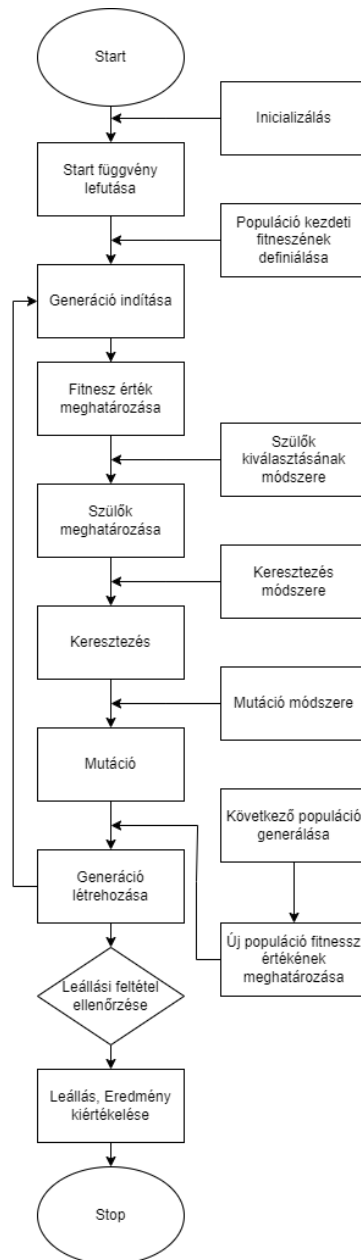 Start
Inicializálás
Start függvény
lefutása
Populáció kezdeti
fitneszének
definiálása
Generáció indítása
Fitnesz érték
meghatározása
Szülők
kiválasztásának
módszere
Szülők
meghatározása
Keresztezés
módszere
Keresztezés
Mutáció módszere
Mutáció
Következő populáció
generálása
Generáció
létrehozása
Új populáció fitnessz
értékének
meghatározása
Leállási feltétel
ellenőrzése
Leállás, Eredmény
kiértékelése
Stop